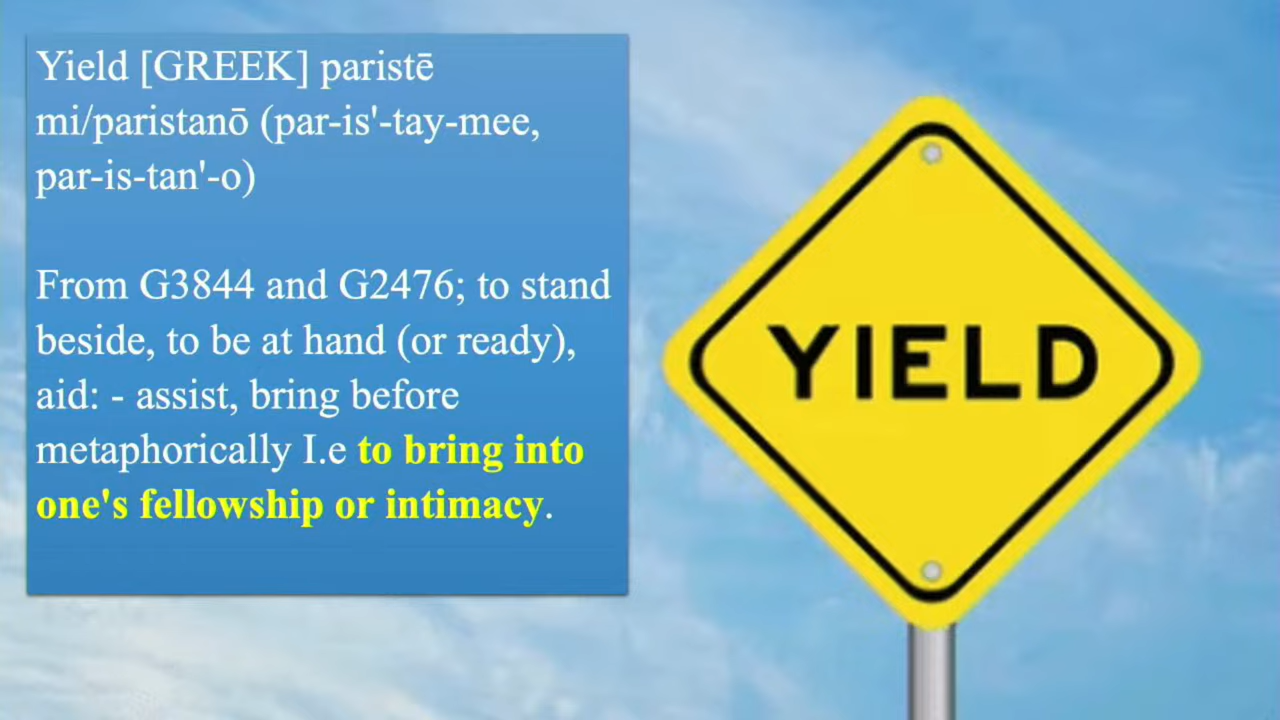 Yield [GREEK] paristē
mi/paristanō (par-is'-tay-mee,
par-is-tan'-o)
From G3844 and G2476; to stand
beside, to be at hand (or ready),
aid: - assist, bring before
metaphorically I.e to bring into
one's fellowship or intimacy.
YIELD